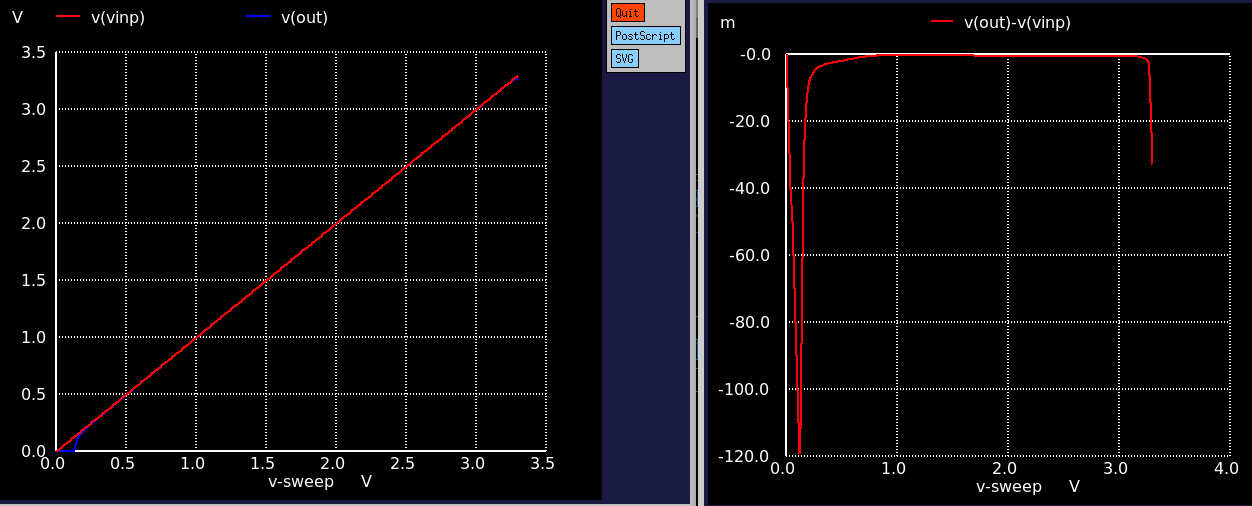 V v(vinp) v(out)
3.5
3.0
2.5
2.0
1.5
1.0
0.5
0.0
0.0 0.5 1.0 1.5 2.0 2.5 3.0 3.5
v-sweep V
Quit
PostScript
SVG
m v(out)-v(vinp)
-0.0
-20.0
-40.0
-60.0
-80.0
-100.0
-120.0
0.0 1.0 2.0 3.0 4.0
v-sweep V